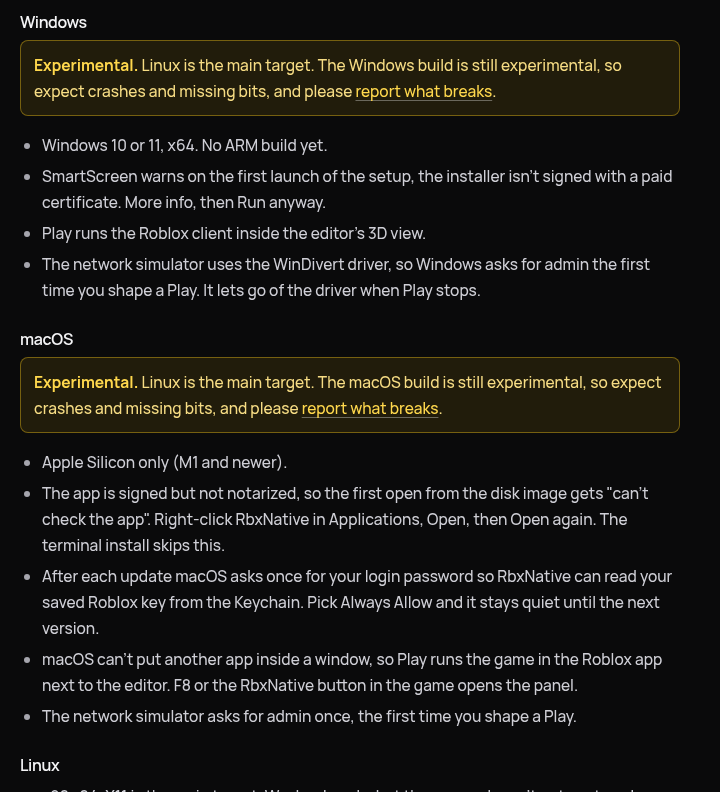 Windows
Experimental. Linux is the main target. The Windows build is still experimental, so
expect crashes and missing bits, and please report what breaks.
Windows 10 or 11, x64. No ARM build yet.
SmartScreen warns on the first launch of the setup, the installer isn't signed with a paid
certificate. More info, then Run anyway.
Play runs the Roblox client inside the editor's 3D view.
The network simulator uses the WinDivert driver, so Windows asks for admin the first
time you shape a Play. It lets go of the driver when Play stops.
macOS
Experimental. Linux is the main target. The macOS build is still experimental, so expect
crashes and missing bits, and please report what breaks.
Apple Silicon only (M1 and newer).
The app is signed but not notarized, so the first open from the disk image gets "can't
check the app". Right-click RbxNative in Applications, Open, then Open again. The
terminal install skips this.
After each update macOS asks once for your login password so RbxNative can read your
saved Roblox key from the Keychain. Pick Always Allow and it stays quiet until the next
version.
macOS can't put another app inside a window, so Play runs the game in the Roblox app
next to the editor. F8 or the RbxNative button in the game opens the panel.
The network simulator asks for admin once, the first time you shape a Play.
Linux